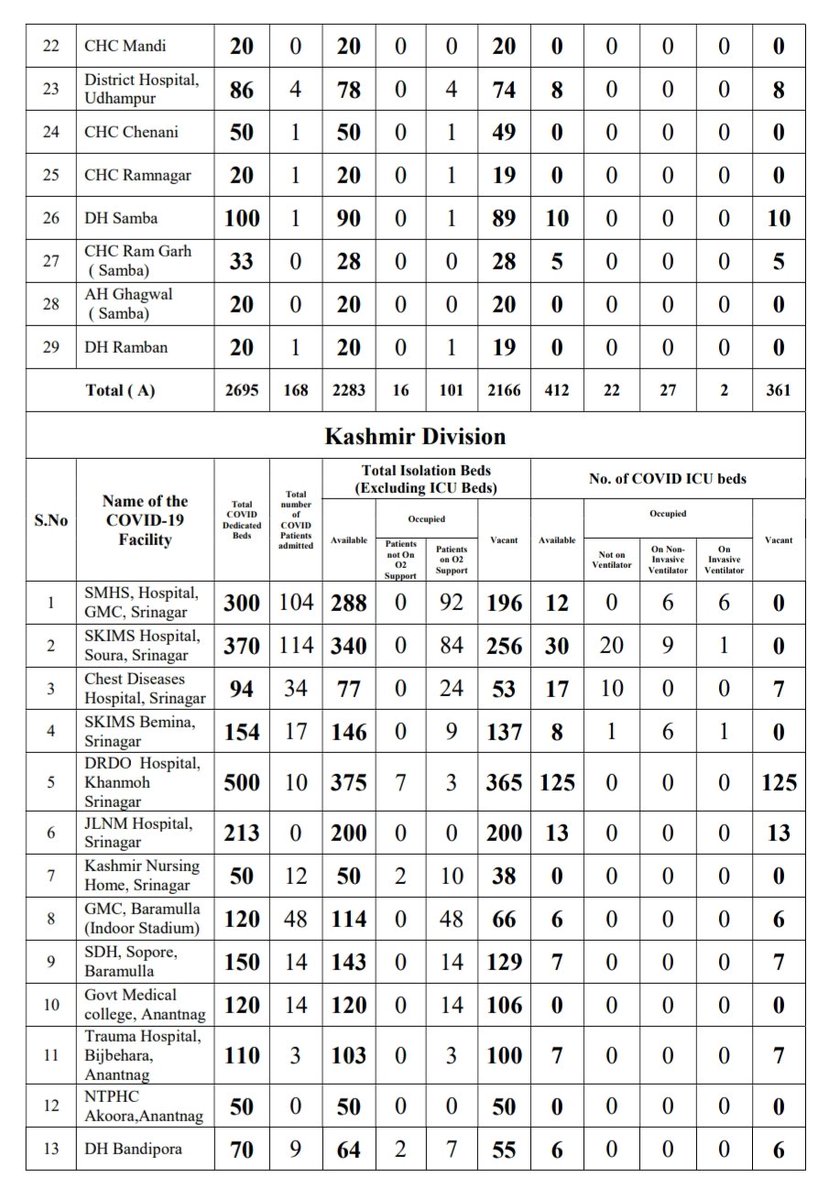 22 CHC Mandi 20 0 20 0 0 20 0 0 0 0 0
23 District Hospital, Udhampur 86 4 78 0 4 74 8 0 0 0 8
24 CHC Chenani 50 1 50 0 1 49 0 0 0 0 0
25 CHC Ramnagar 20 1 20 0 1 19 0 0 0 0 0
26 DH Samba 100 1 90 0 1 89 10 0 0 0 10
27 CHC Ram Garh ( Samba) 33 0 28 0 0 28 5 0 0 0 5
28 AH Ghagwal ( Samba) 20 0 20 0 0 20 0 0 0 0 0
29 DH Ramban 20 1 20 0 1 19 0 0 0 0 0
Total ( A) 2695 168 2283 16 101 2166 412 22 27 2 361
Kashmir Division
S.No
Name of the COVID-19 Facility
Total COVID Dedicated Beds
Total number of COVID Patients admitted
Total Isolation Beds (Excluding ICU Beds)
No. of COVID ICU beds
Available
Occupied
Vacant
Available
Occupied
Vacant
Patients not On O2 Support
Patients on O2 Support
Not on Ventilator
On Non-Invasive Ventilator
On Invasive Ventilator
1 SMHS, Hospital, GMC, Srinagar 300 104 288 0 92 196 12 0 6 6 0
2 SKIMS Hospital, Soura, Srinagar 370 114 340 0 84 256 30 20 9 1 0
3 Chest Diseases Hospital, Srinagar 94 34 77 0 24 53 17 10 0 0 7
4 SKIMS Bemina, Srinagar 154 17 146 0 9 137 8 1 6 1 0
5 DRDO Hospital, Khanmoh Srinagar 500 10 375 7 3 365 125 0 0 0 125
6 JLNM Hospital, Srinagar 213 0 200 0 0 200 13 0 0 0 13
7 Kashmir Nursing Home, Srinagar 50 12 50 2 10 38 0 0 0 0 0
8 GMC, Baramulla (Indoor Stadium) 120 48 114 0 48 66 6 0 0 0 6
9 SDH, Sopore, Baramulla 150 14 143 0 14 129 7 0 0 0 7
10 Govt Medical college, Anantnag 120 14 120 0 14 106 0 0 0 0 0
11 Trauma Hospital, Bijbehara, Anantnag 110 3 103 0 3 100 7 0 0 0 7
12 NTPHC Akoora,Anantnag 50 0 50 0 0 50 0 0 0 0 0
13 DH Bandipora 70 9 64 2 7 55 6 0 0 0 6